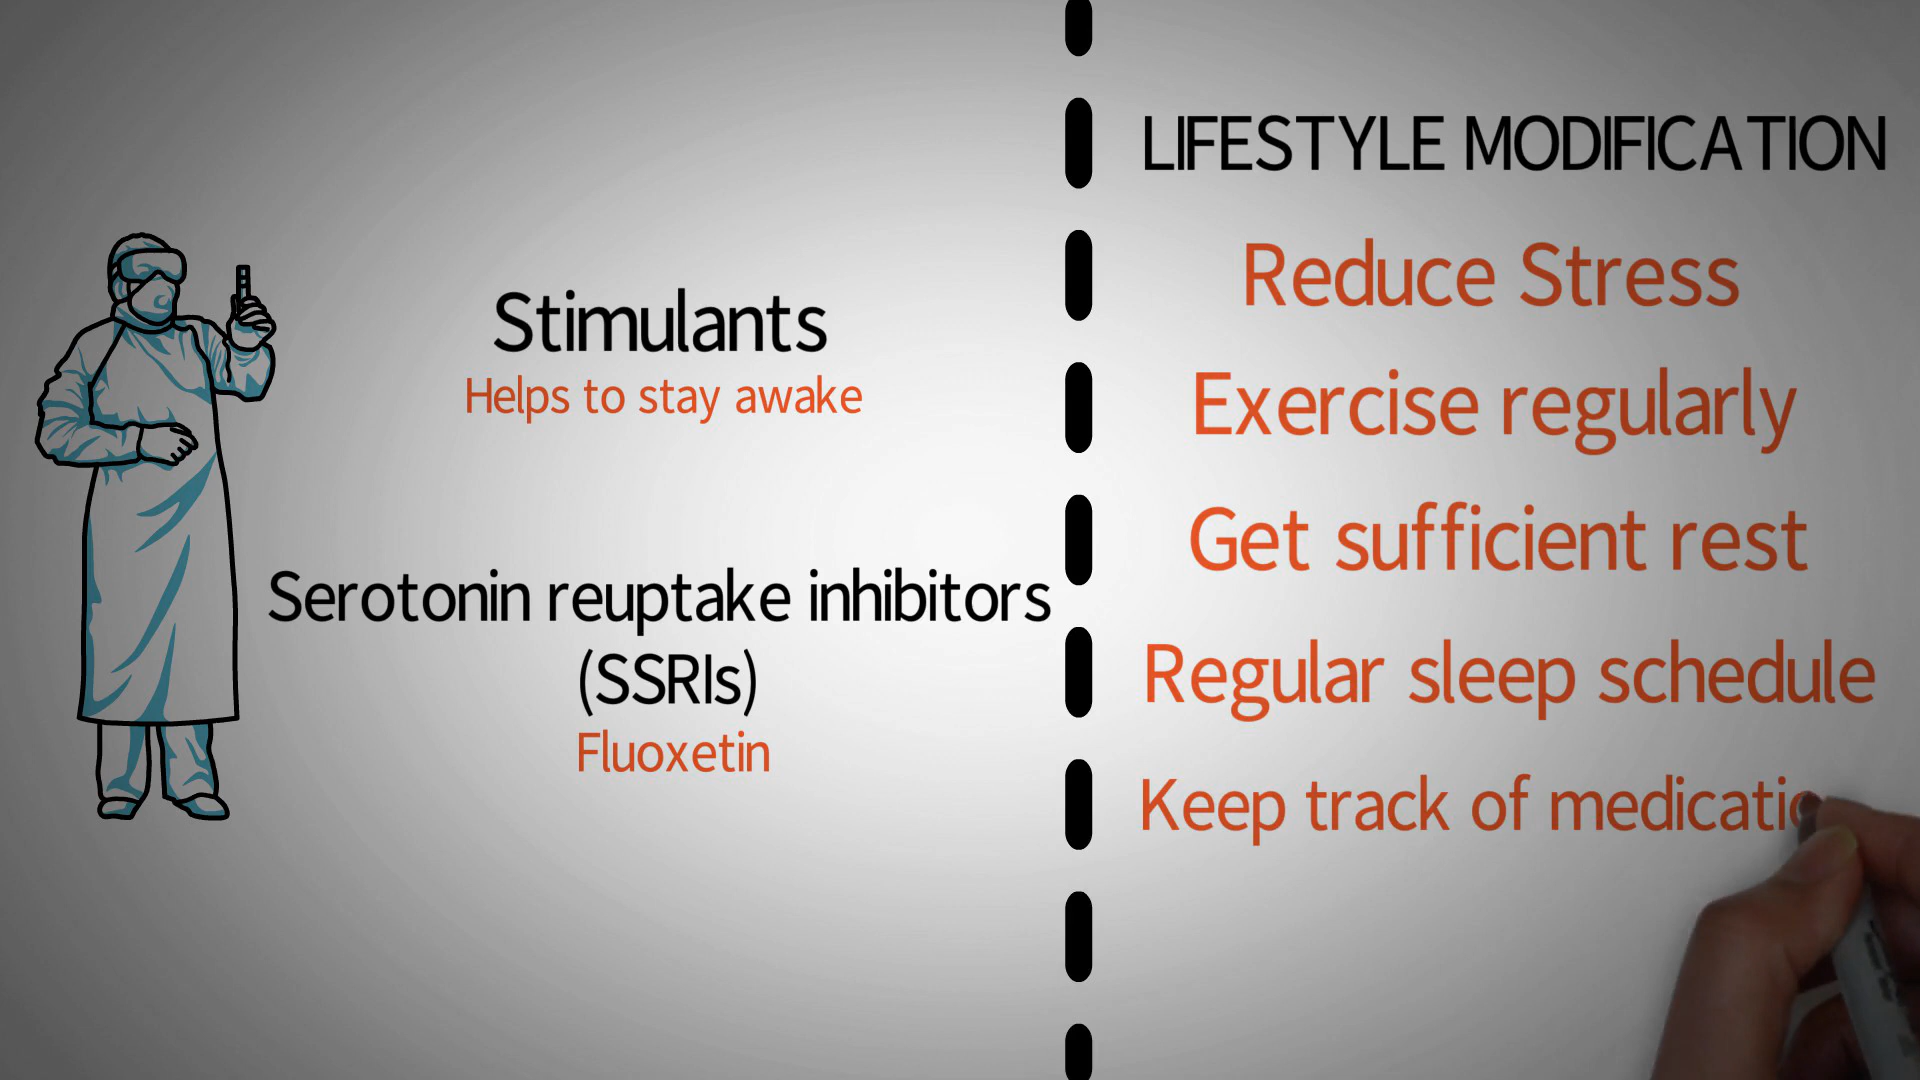 Stimulants
Helps to stay awake
Serotonin reuptake inhibitors
(SSRIs)
Fluoxetin
LIFESTYLE MODIFICATION
Reduce Stress
Exercise regularly
Get sufficient rest
Regular sleep schedule
Keep track of